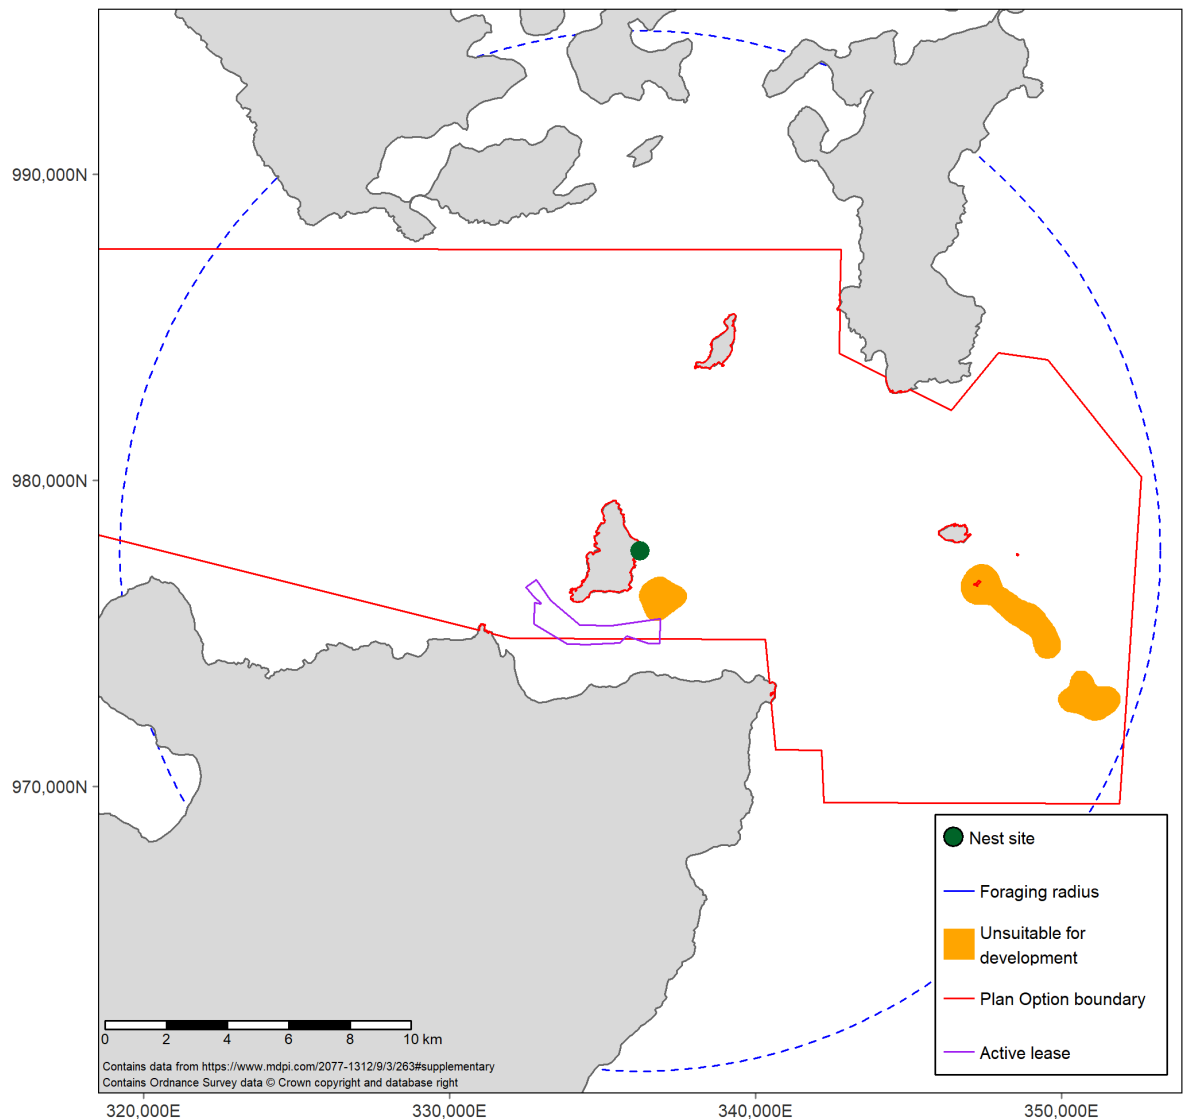 990,000N
980,000N
970,000N
Nest site
Foraging radius
Unsuitable for
development
Plan Option boundary
Active lease
0 2 4 6 8 10 km
Contains data from https://www.mdpi.com/2077-1312/9/3/263#supplementary
Contains Ordnance Survey data © Crown copyright and database right
320,000E 330,000E 340,000E 350,000E